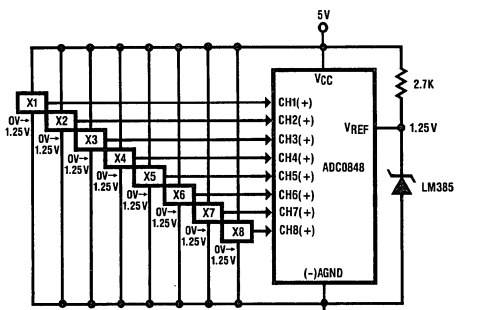 5V
VCC
X1
0V→
1.25V
X2
0V→
1.25V
X3
0V→
1.25V
X4
0V→
1.25V
X5
0V→
1.25V
X6
0V→
1.25V
X7
0V→
1.25V
X8
0V→
1.25V
CH1(+)
CH2(+)
CH3(+)
CH4(+)
CH5(+)
CH6(+)
CH7(+)
CH8(+)
VREF
ADC0848
(-)AGND
2.7K
1.25V
LM385